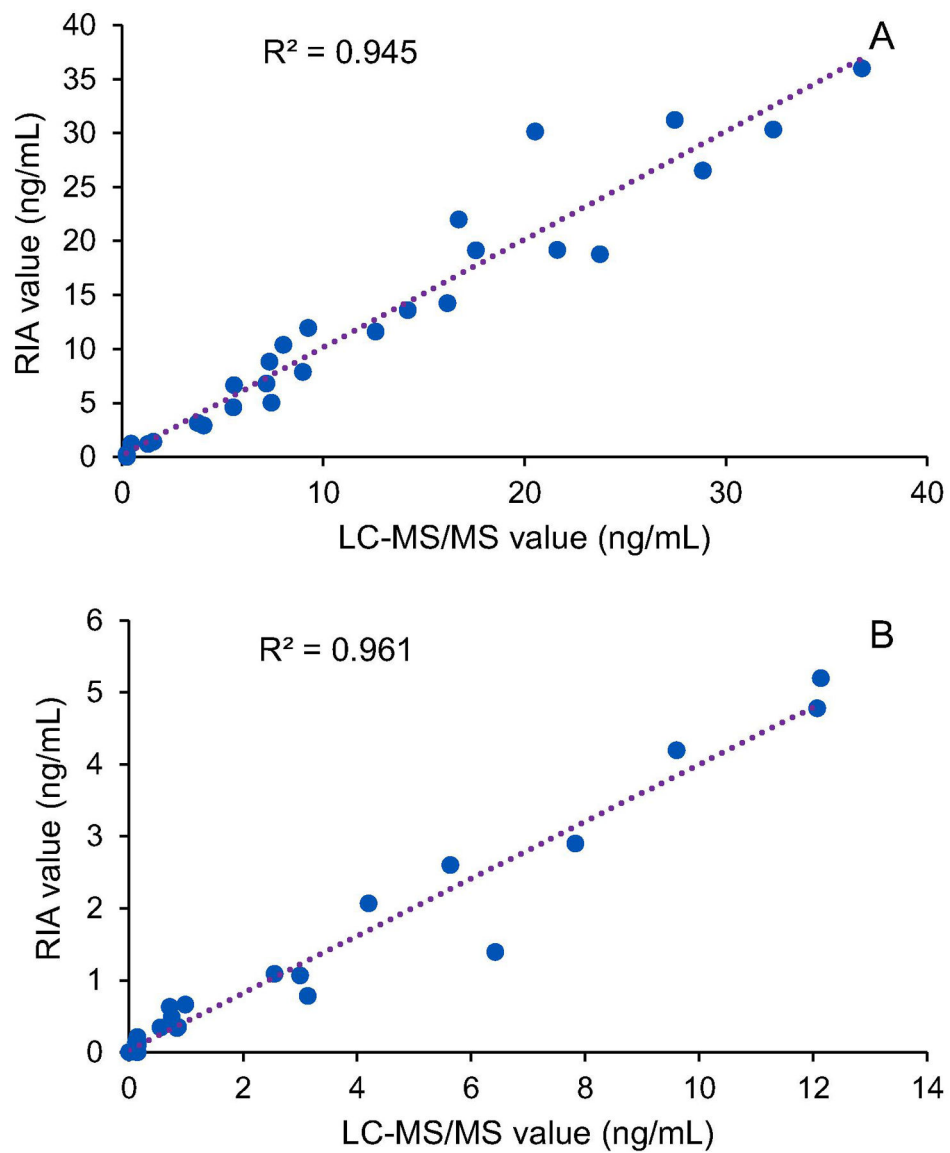 A
R² = 0.945
40
35
30
25
20
15
10
5
0
RIA value (ng/mL)
0 10 20 30 40
LC-MS/MS value (ng/mL)
B
R² = 0.961
6
5
4
3
2
1
0
RIA value (ng/mL)
0 2 4 6 8 10 12 14
LC-MS/MS value (ng/mL)